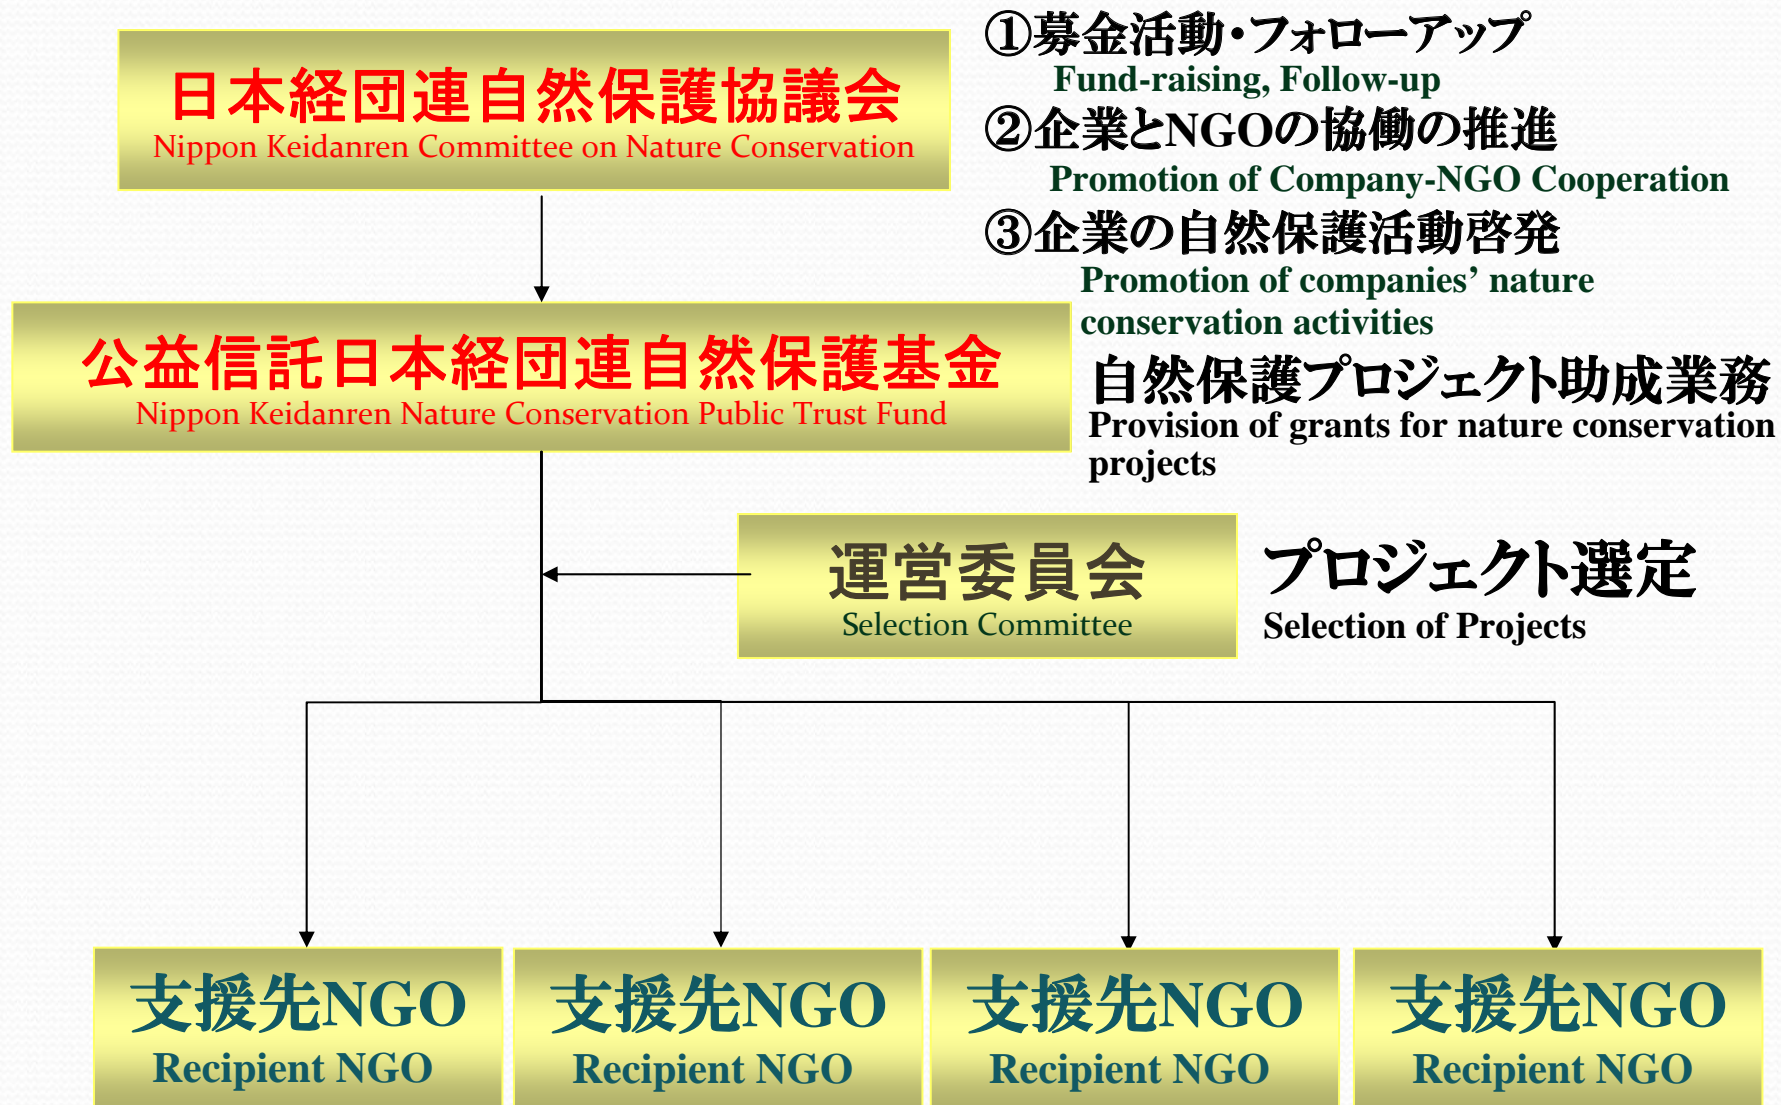 日本経団連自然保護協議会
Nippon Keidanren Committee on Nature Conservation
①募金活動・フォローアップ
Fund-raising, Follow-up
②企業とNGOの協働の推進
Promotion of Company-NGO Cooperation
③企業の自然保護活動啓発
Promotion of companies’ nature
conservation activities
公益信託日本経団連自然保護基金
Nippon Keidanren Nature Conservation Public Trust Fund
自然保護プロジェクト助成業務
Provision of grants for nature conservation
projects
運営委員会
Selection Committee
プロジェクト選定
Selection of Projects
支援先NGO
Recipient NGO
支援先NGO
Recipient NGO
支援先NGO
Recipient NGO
支援先NGO
Recipient NGO